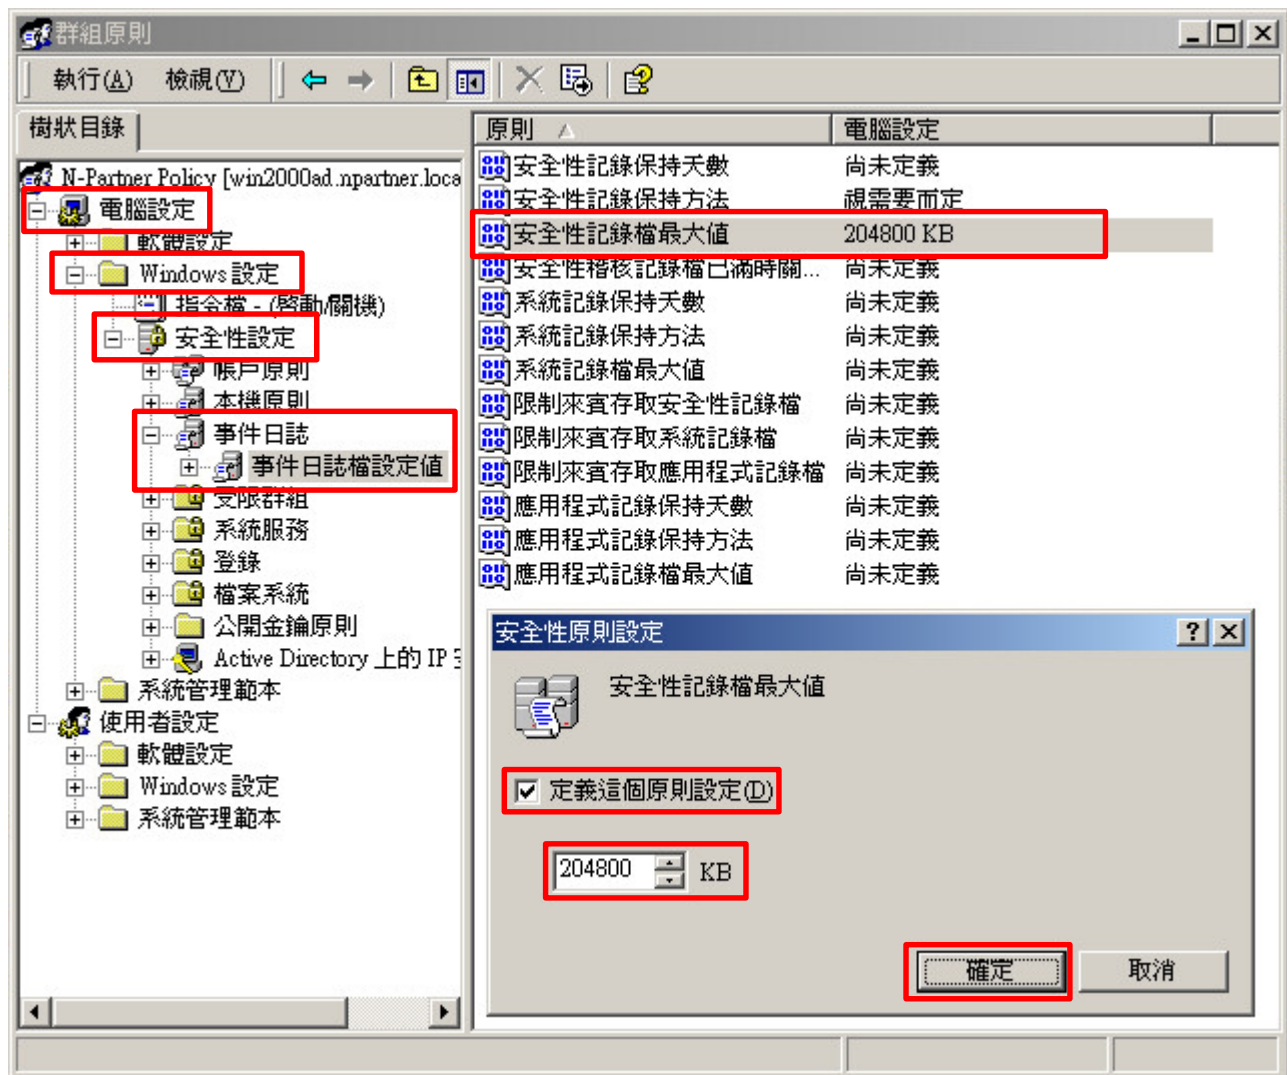 群組原則
執行(A) 檢視(V)
樹狀目錄
N-Partner Policy [win2000ad.npartner.loca
電腦設定
軟體設定
Windows 設定
指令檔 - (啓動/關機)
安全性設定
帳戶原則
本機原則
事件日誌
事件日誌檔設定值
受限群組
系統服務
登錄
檔案系統
公開金鑰原則
Active Directory 上的 IP
系統管理範本
使用者設定
軟體設定
Windows 設定
系統管理範本
原則 電腦設定
安全性記錄保持天數 尚未定義
安全性記錄保持方法 視需要而定
安全性記錄檔最大值 204800 KB
安全性稽核記錄檔已滿時關... 尚未定義
系統記錄保持天數 尚未定義
系統記錄保持方法 尚未定義
系統記錄檔最大值 尚未定義
限制來賓存取安全性記錄檔 尚未定義
限制來賓存取系統記錄檔 尚未定義
限制來賓存取應用程式記錄檔 尚未定義
應用程式記錄保持天數 尚未定義
應用程式記錄保持方法 尚未定義
應用程式記錄檔最大值 尚未定義
安全性原則設定
安全性記錄檔最大值
定義這個原則設定(D)
204800 KB
確定 取消